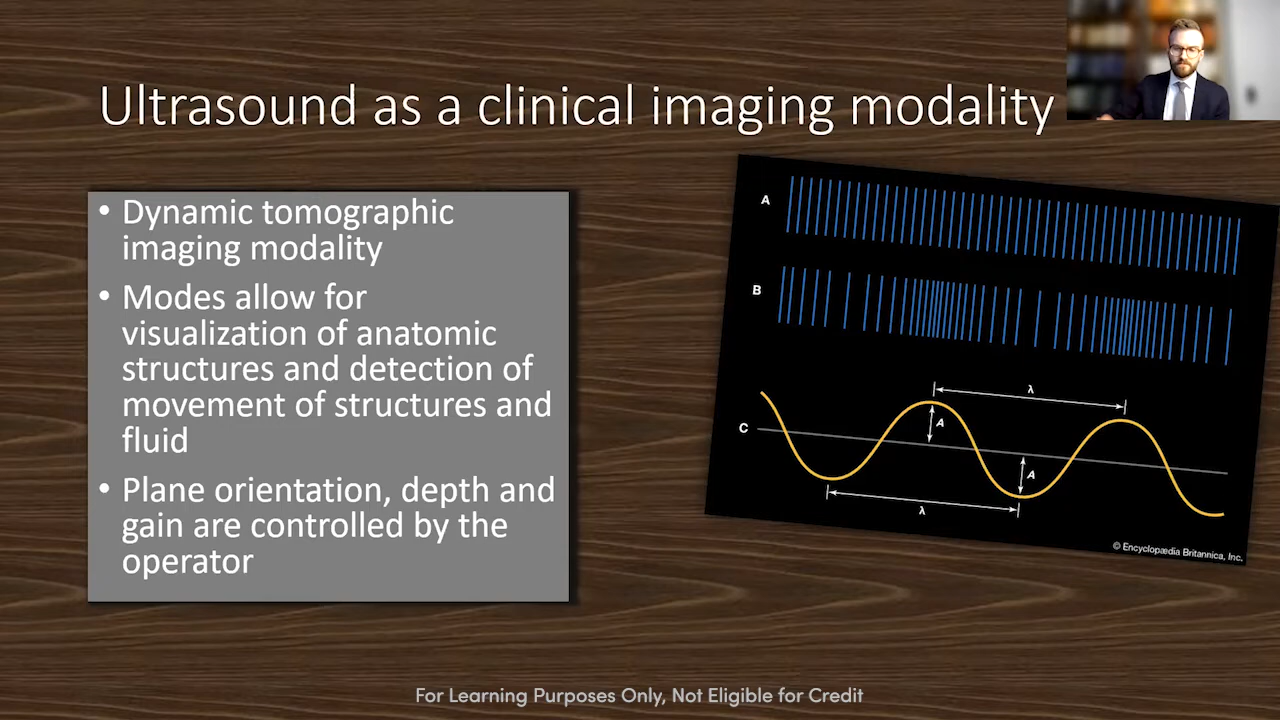 Ultrasound as a clinical imaging modality
• Dynamic tomographic
imaging modality
• Modes allow for
visualization of anatomic
structures and detection of
movement of structures and
fluid
• Plane orientation, depth and
gain are controlled by the
operator
A
B
λ
A
C
A
λ
© Encyclopædia Britannica, Inc.
For Learning Purposes Only, Not Eligible for Credit